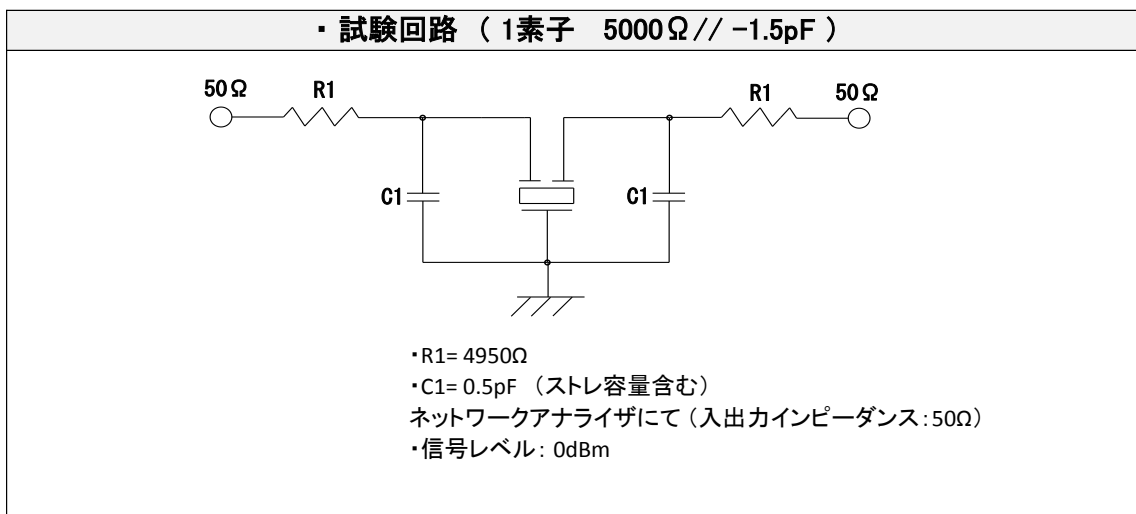 ・試験回路 （ 1素子　5000Ω// -1.5pF ）
50Ω R1 R1 50Ω
C1 C1
・R1= 4950Ω
・C1= 0.5pF （ストレ容量含む）
ネットワークアナライザにて（入出力インピーダンス：50Ω）
・信号レベル： 0dBm